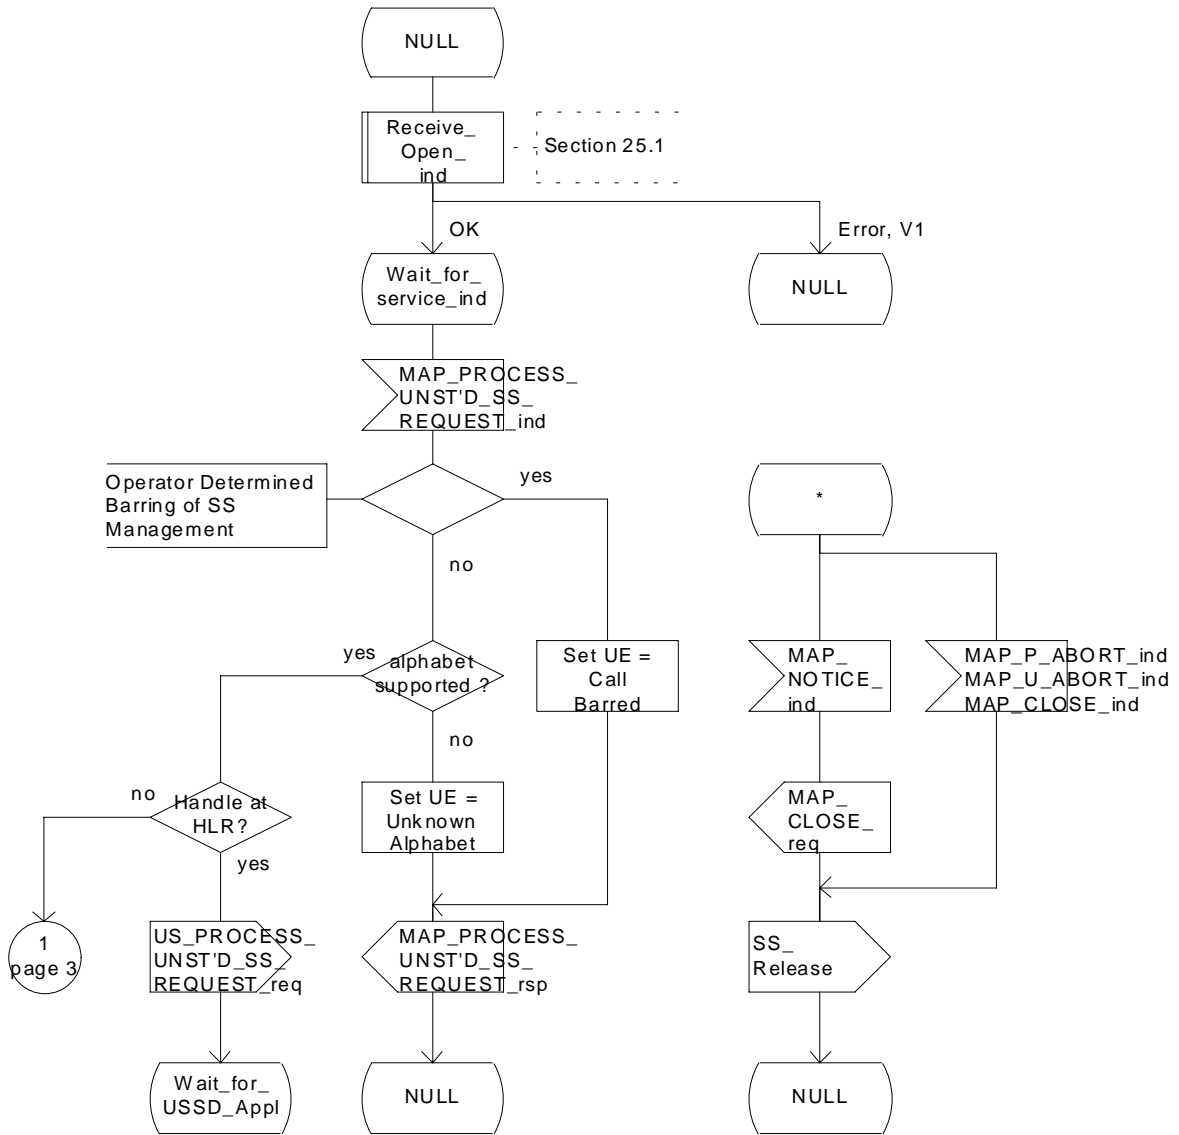 NULL
Receive_
Open_
ind
Section 25.1
OK
Error, V1
Wait_for_
service_ind
NULL
MAP_PROCESS_
UNST'D_SS_
REQUEST_ind
Operator Determined
Barring of SS
Management
yes
*
no
yes
alphabet
supported ?
Set UE =
Call
Barred
MAP_
NOTICE_
ind
MAP_P_ABORT_ind
MAP_U_ABORT_ind
MAP_CLOSE_ind
no
no
Handle at
HLR?
Set UE =
Unknown
Alphabet
MAP_
CLOSE_
req
yes
1
page 3
US_PROCESS_
UNST'D_SS_
REQUEST_req
MAP_PROCESS_
UNST'D_SS_
REQUEST_rsp
SS_
Release
Wait_for_
USSD_Appl
NULL
NULL